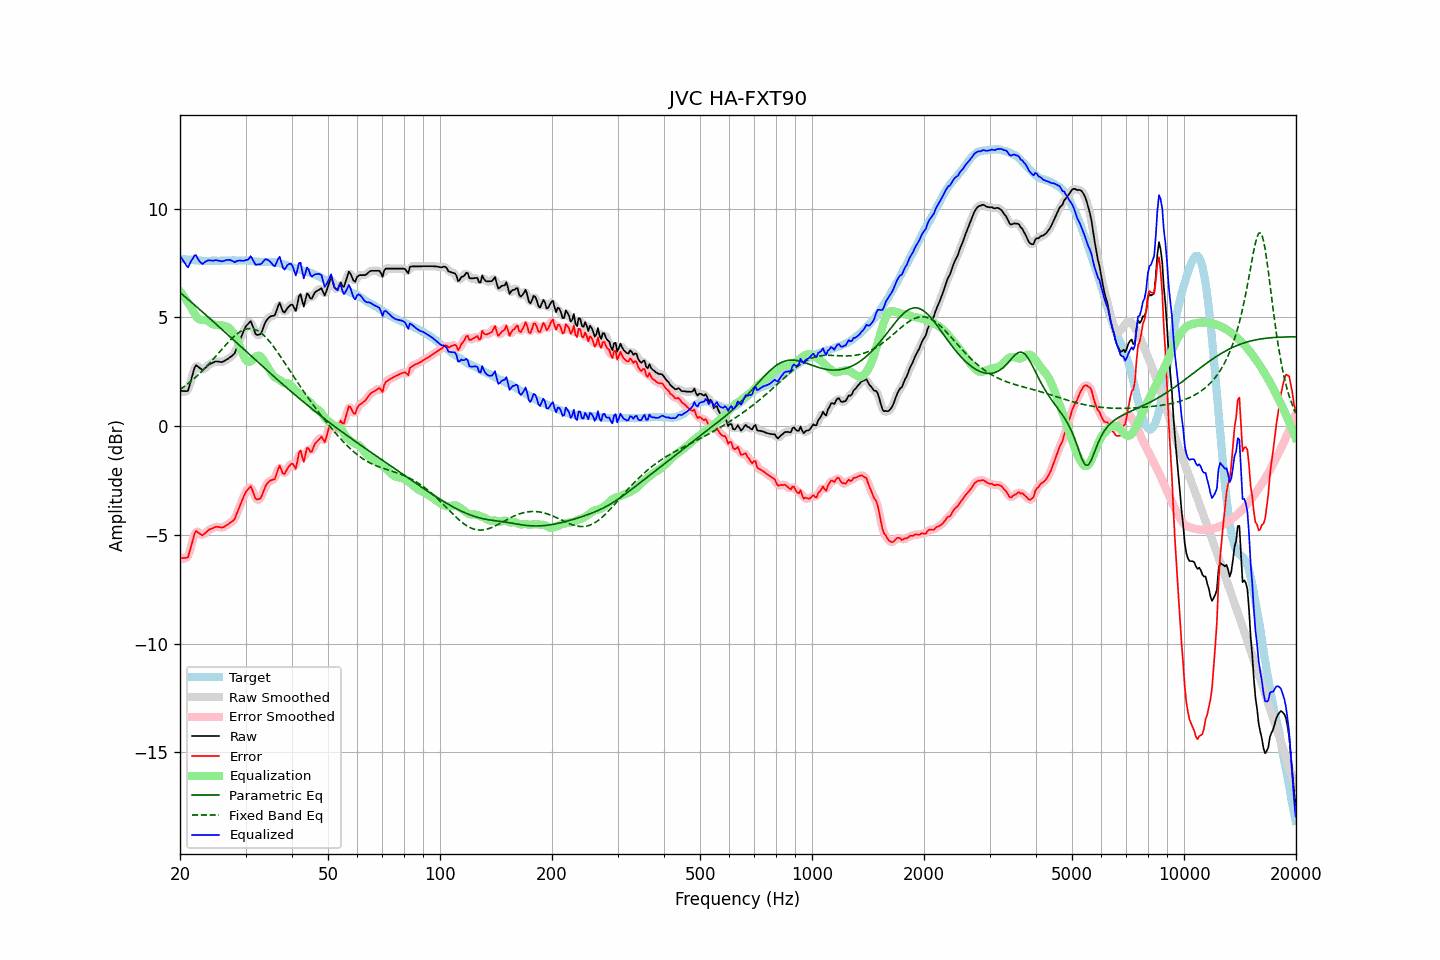 JVC HA-FXT90
Amplitude (dBr)
10
5
0
−5
−10
−15
Target
Raw Smoothed
Error Smoothed
Raw
Error
Equalization
Parametric Eq
Fixed Band Eq
Equalized
20 50 100 200 500 1000 2000 5000 10000 20000
Frequency (Hz)